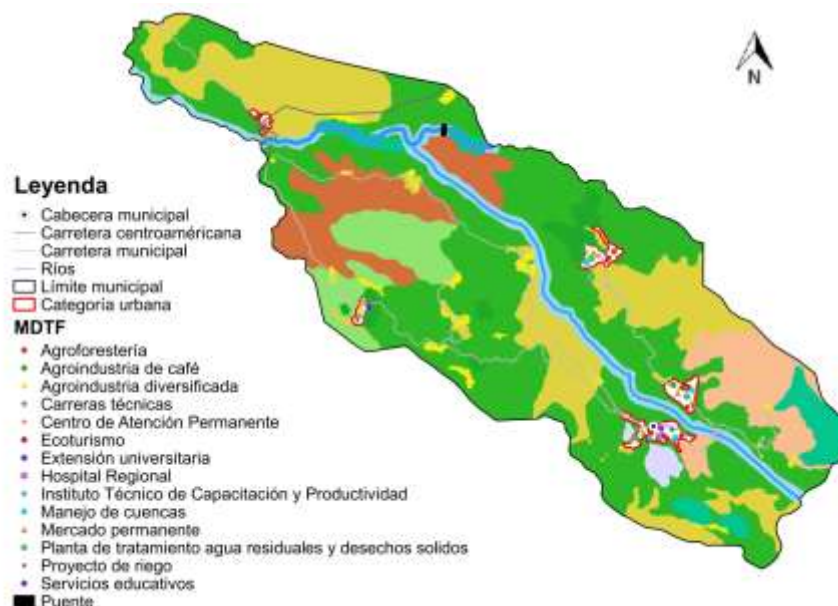 N
Leyenda
Cabecera municipal
Carretera centroaméricana
Carretera municipal
Ríos
Límite municipal
Categoría urbana
MDTF
Agroforestería
Agroindustria de café
Agroindustria diversificada
Carreras técnicas
Centro de Atención Permanente
Ecoturismo
Extensión universitaria
Hospital Regional
Instituto Técnico de Capacitación y Productividad
Manejo de cuencas
Mercado permanente
Planta de tratamiento agua residuales y desechos solidos
Proyecto de riego
Servicios educativos
Puente